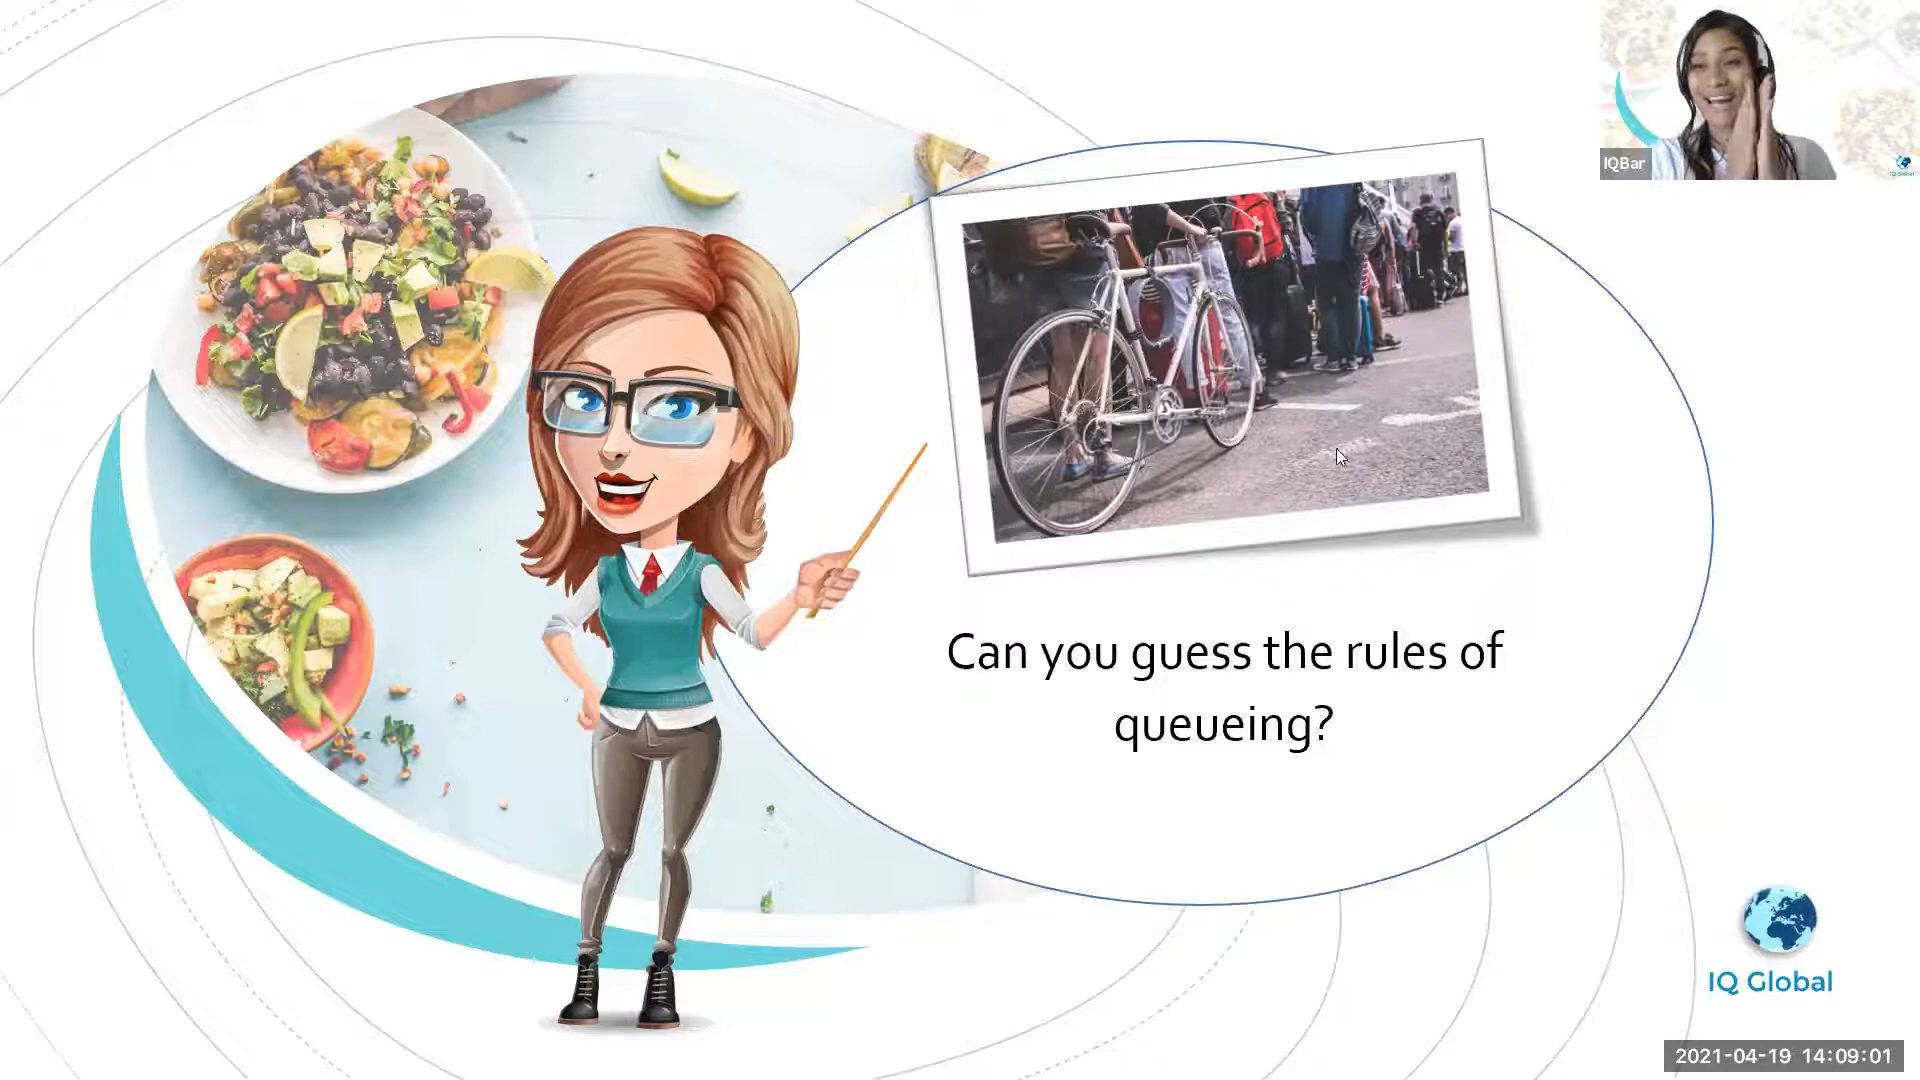 IQBar
Can you guess the rules of
queueing?
IQ Global
2021-04-19 14:09:01